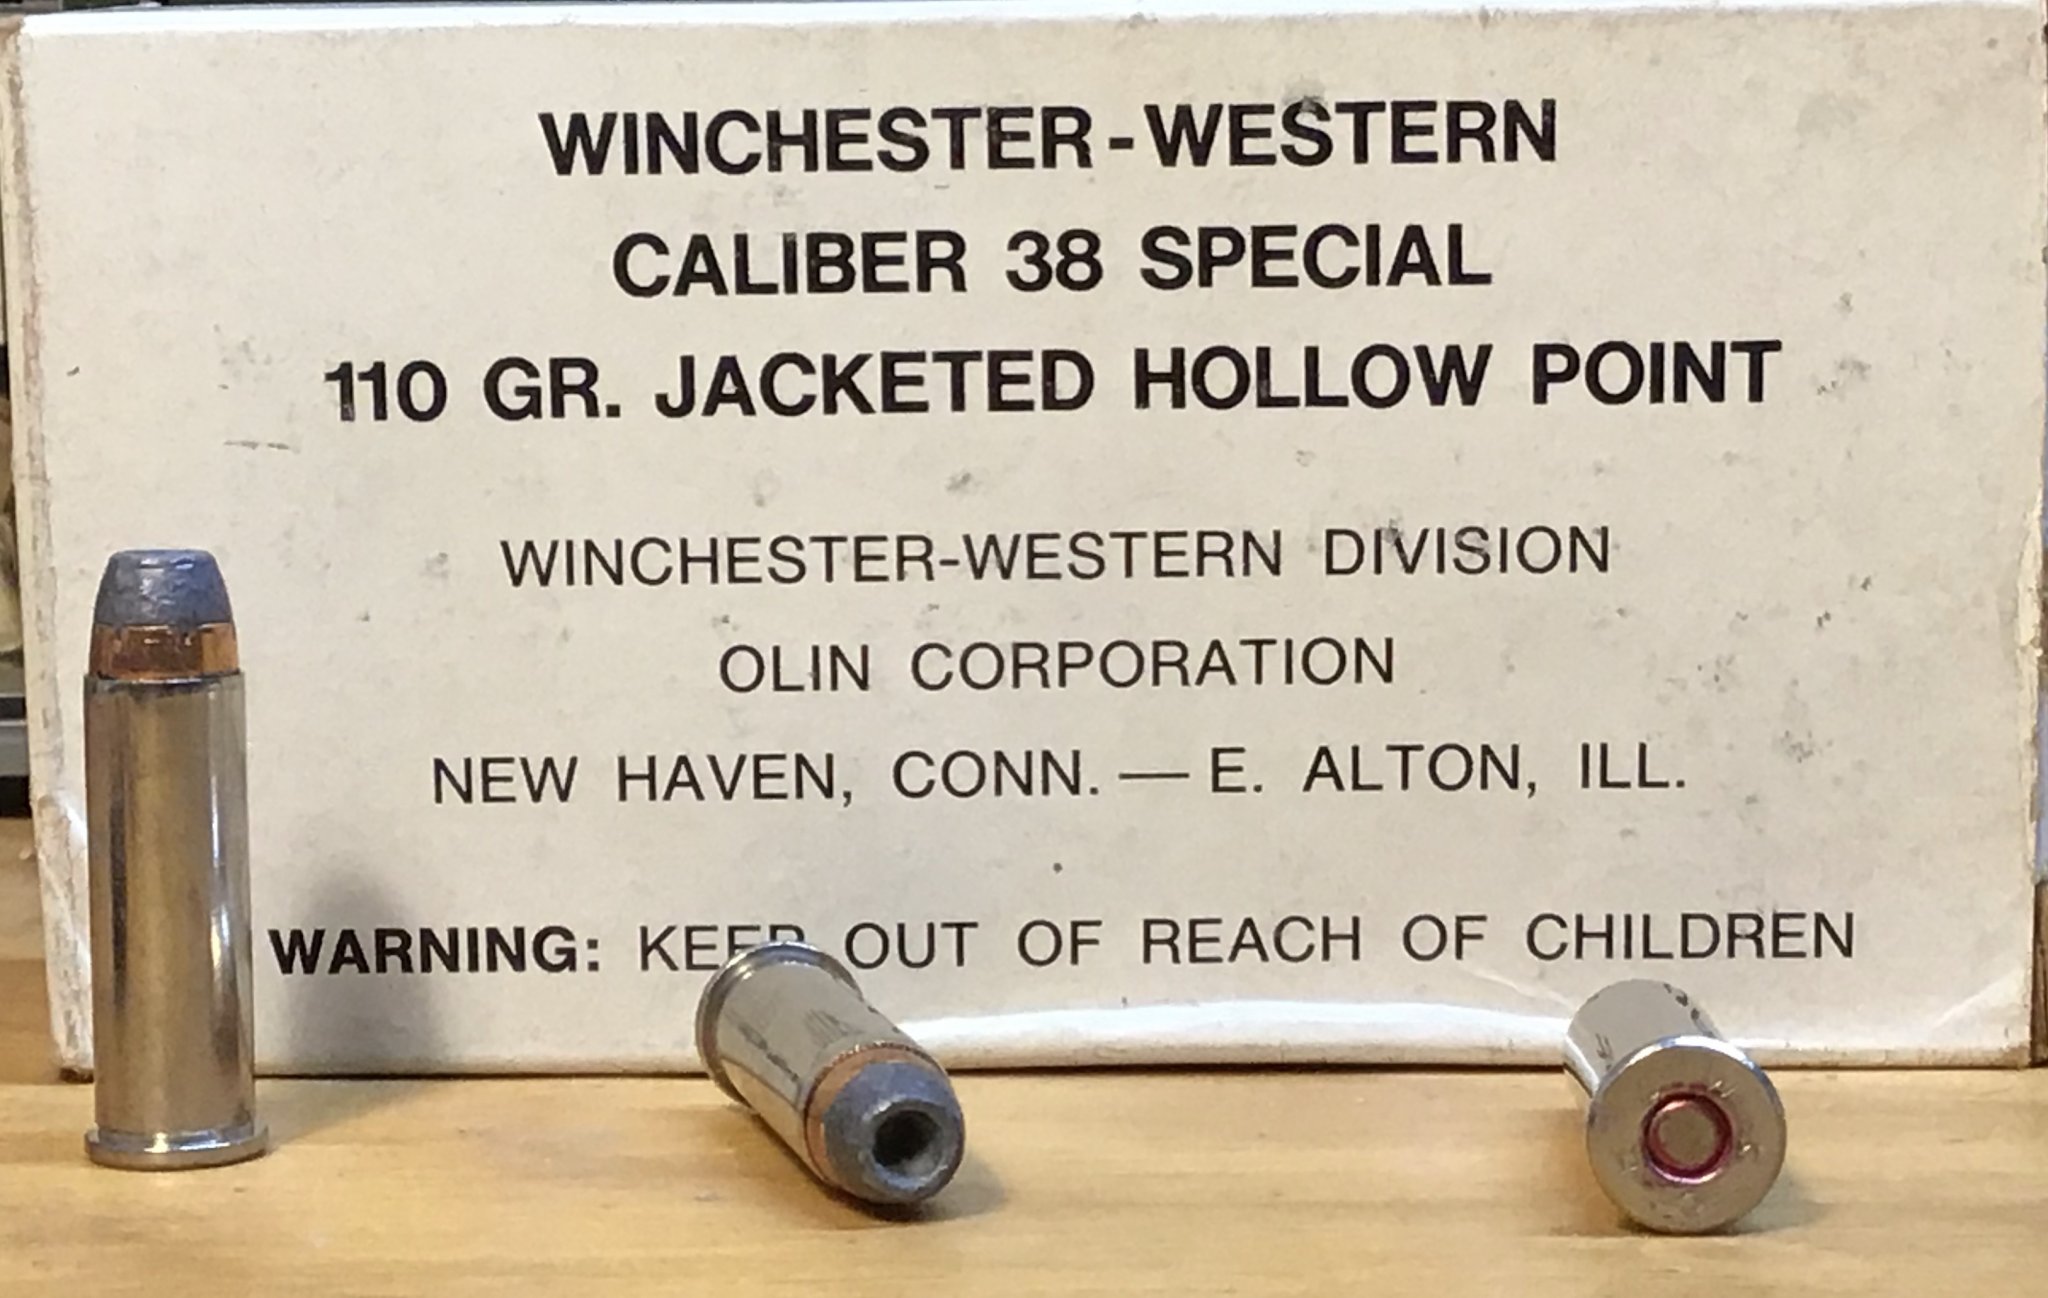 WINCHESTER-WESTERN
CALIBER 38 SPECIAL
110 GR. JACKETED HOLLOW POINT
WINCHESTER-WESTERN DIVISION
OLIN CORPORATION
NEW HAVEN, CONN. — E. ALTON, ILL.
WARNING: KEEP OUT OF REACH OF CHILDREN